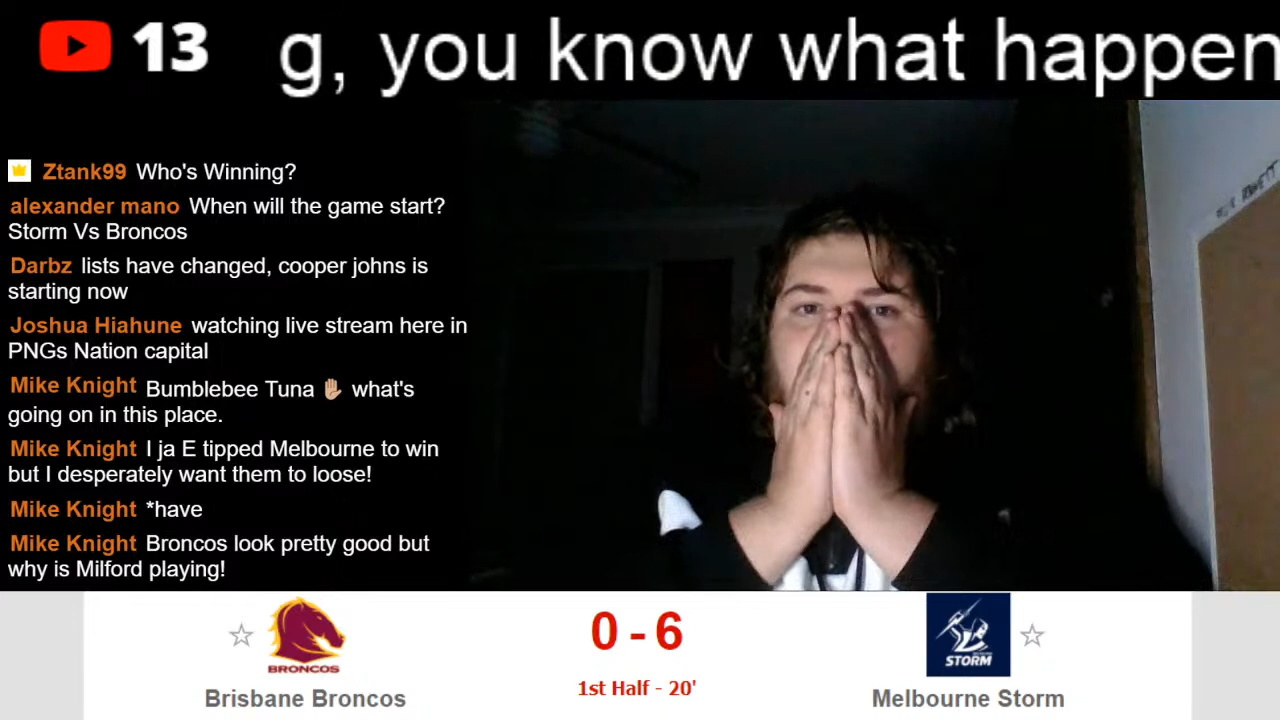 13 g, you know what happen
Ztank99 Who's Winning?
alexander mano When will the game start?
Storm Vs Broncos
Darbz lists have changed, cooper johns is
starting now
Joshua Hiahune watching live stream here in
PNGs Nation capital
Mike Knight Bumblebee Tuna ✋🏼 what's
going on in this place.
Mike Knight I ja E tipped Melbourne to win
but I desperately want them to loose!
Mike Knight *have
Mike Knight Broncos look pretty good but
why is Milford playing!
BRONCOS
Brisbane Broncos
0 - 6
1st Half - 20'
STORM
Melbourne Storm